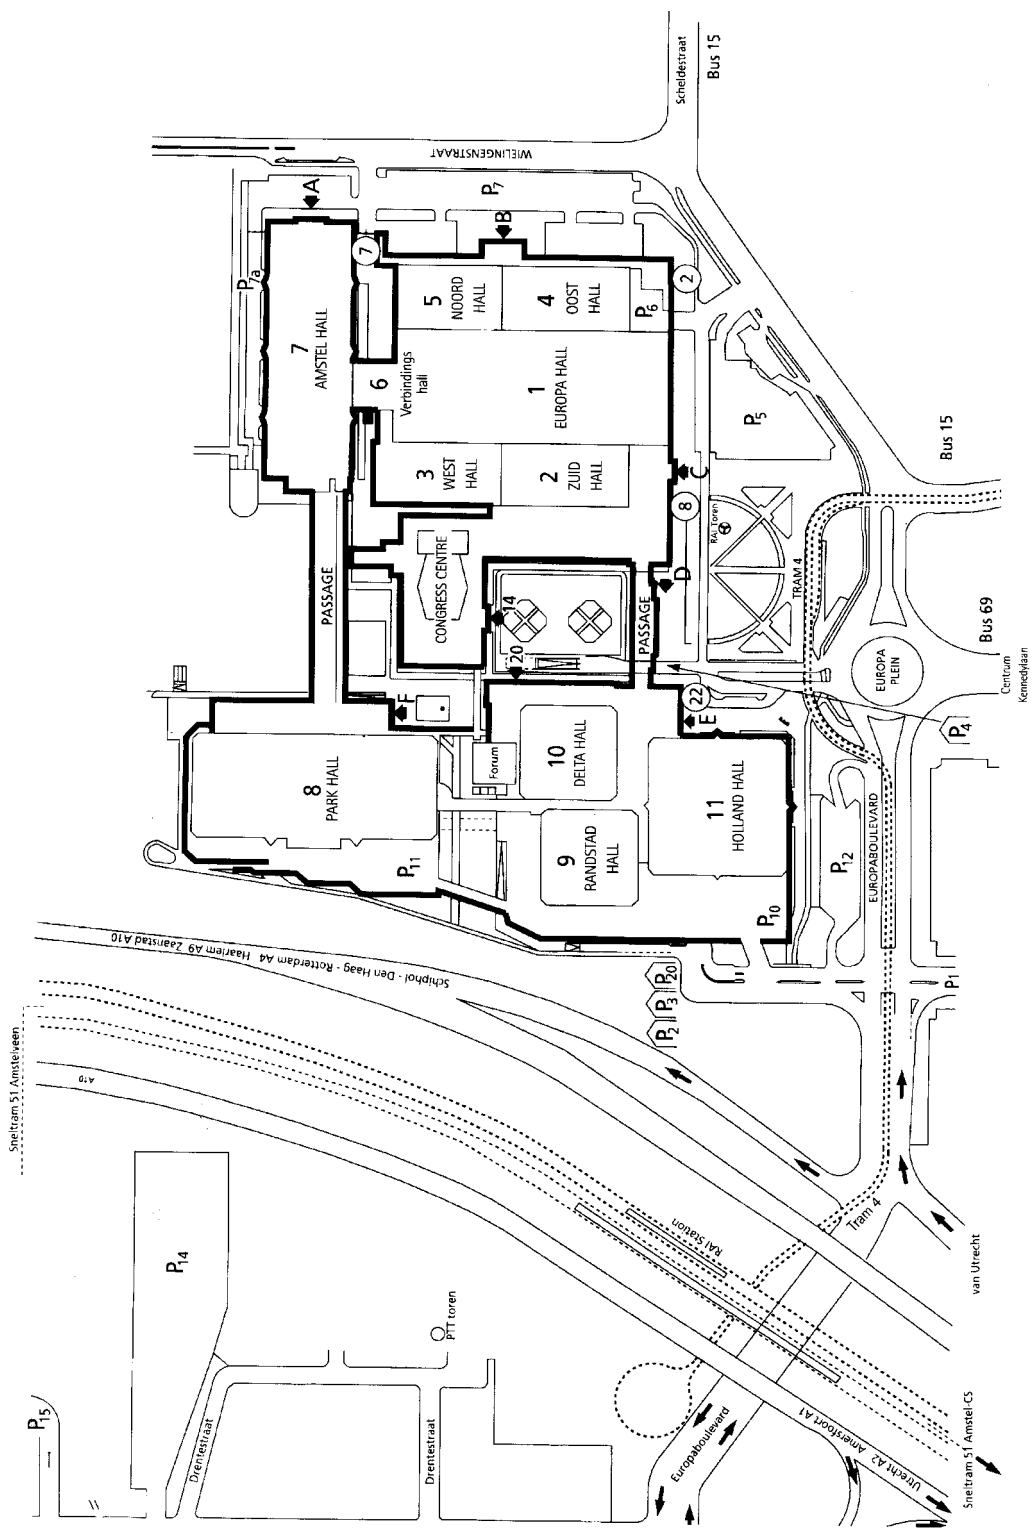 Scheldestraat
Bus 15
WIELINGENSTRAAT
A
P7
B
P7a
7
7
AMSTEL HALL
5
NOORD
HALL
4
OOST
HALL
P6
2
6
Verbindings
hall
1
EUROPA HALL
P5
3
WEST
HALL
2
ZUID
HALL
C
8
Bus 15
RAI Toren
CONGRESS CENTRE
14
D
TRAM 4
PASSAGE
PASSAGE
20
Bus 69
EUROPA
PLEIN
Centrum
Kennedylaan
F
22
E
P4
Forum
10
DELTA HALL
8
PARK HALL
11
HOLLAND HALL
9
RANDSTAD
HALL
P11
P12
EUROPABOULEVARD
P10
Schiphol - Den Haag - Rotterdam A4 Haarlem A9 Zaanstad A10
P20
P3
P2
P1
Sneltram 51 Amstelveen
A10
Tram 4
RAI Station
van Utrecht
P14
PTT toren
P15
Drentestraat
Drentestraat
Europaboulevard
Utrecht A2 Amersfoort A1
Sneltram 51 Amstel-CS